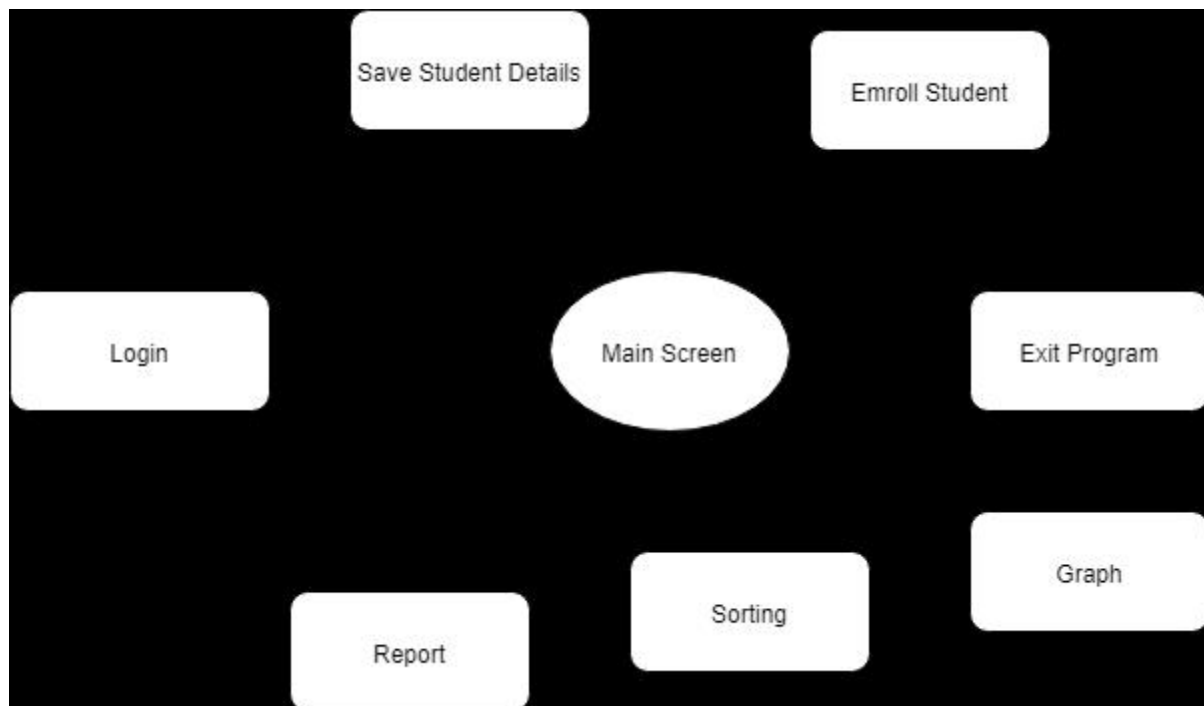 Save Student Details
Emroll Student
Login
Main Screen
Exit Program
Graph
Sorting
Report